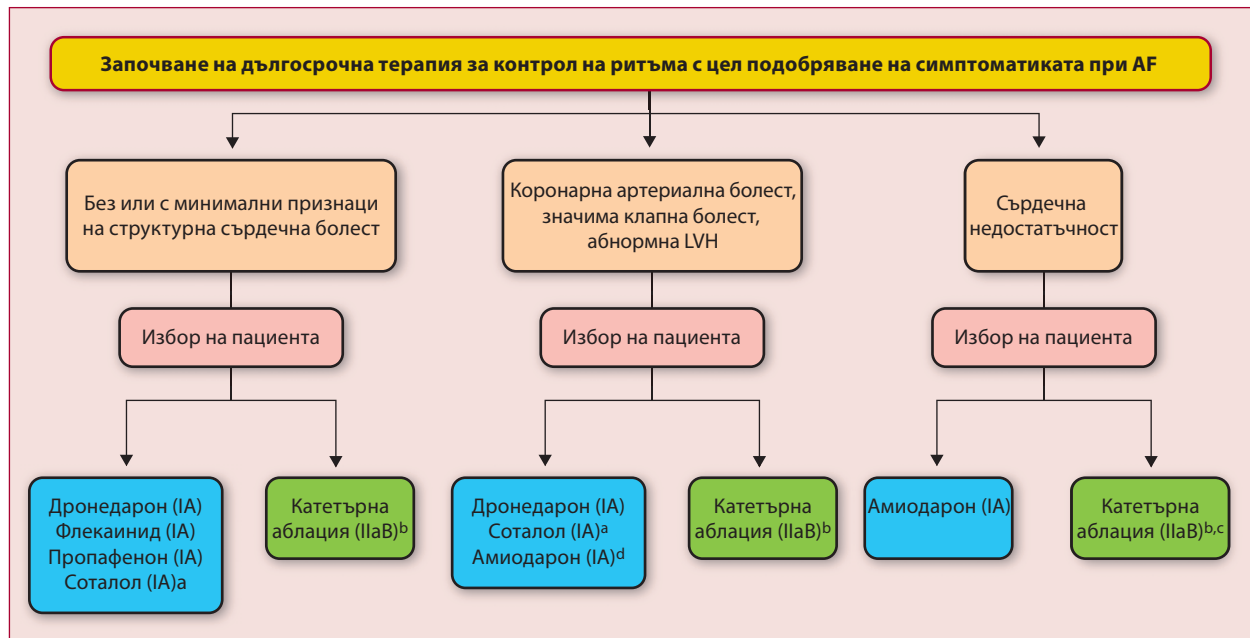 Започване на дългосрочна терапия за контрол на ритъма с цел подобряване на симптоматиката при AF
Без или с минимални признаци
на структурна сърдечна болест
Коронарна артериална болест,
значима клапна болест,
абнормна LVH
Сърдечна
недостатъчност
Избор на пациента
Избор на пациента
Избор на пациента
Дронедарон (IA)
Флекаинид (IA)
Пропафенон (IA)
Соталол (IA)a
Катетърна
аблация (IIaB)b
Дронедарон (IA)
Соталол (IA)a
Амиодарон (IA)d
Катетърна
аблация (IIaB)b
Амиодарон (IA)
Катетърна
аблация (IIaB)b,c